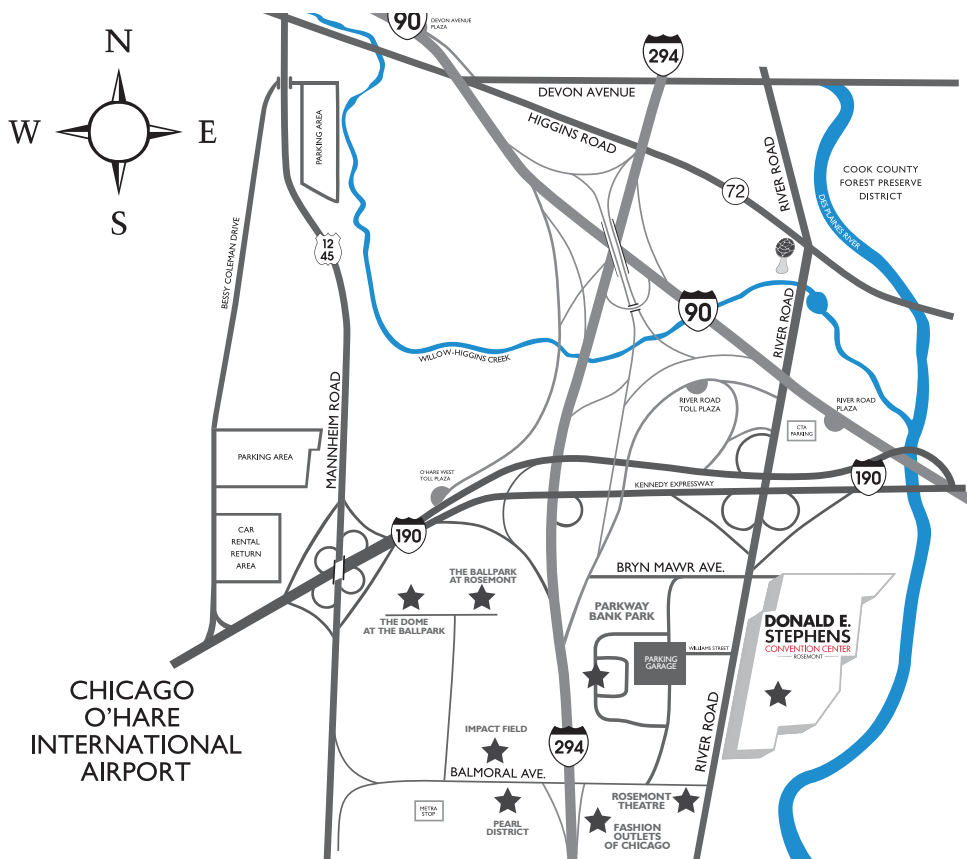 N
W
E
S
90
DEVON AVENUE
PLAZA
294
DEVON AVENUE
HIGGINS ROAD
RIVER ROAD
PARKING AREA
72
COOK COUNTY
FOREST PRESERVE
DISTRICT
DES PLAINES RIVER
BESSY COLEMAN DRIVE
12
45
90
RIVER ROAD
WILLOW-HIGGINS CREEK
MANNHEIM ROAD
RIVER ROAD
TOLL PLAZA
RIVER ROAD
PLAZA
CTA
PARKING
PARKING AREA
O'HARE WEST
TOLL PLAZA
190
KENNEDY EXPRESSWAY
CAR
RENTAL
RETURN
AREA
190
THE BALLPARK
AT ROSEMONT
BRYN MAWR AVE.
THE DOME
AT THE BALLPARK
PARKWAY
BANK PARK
DONALD E.
STEPHENS
CONVENTION CENTER
ROSEMONT
WILLIAMS STREET
PARKING
GARAGE
CHICAGO
O'HARE
INTERNATIONAL
AIRPORT
RIVER ROAD
IMPACT FIELD
294
BALMORAL AVE.
METRA
STOP
PEARL
DISTRICT
ROSEMONT
THEATRE
FASHION
OUTLETS
OF CHICAGO